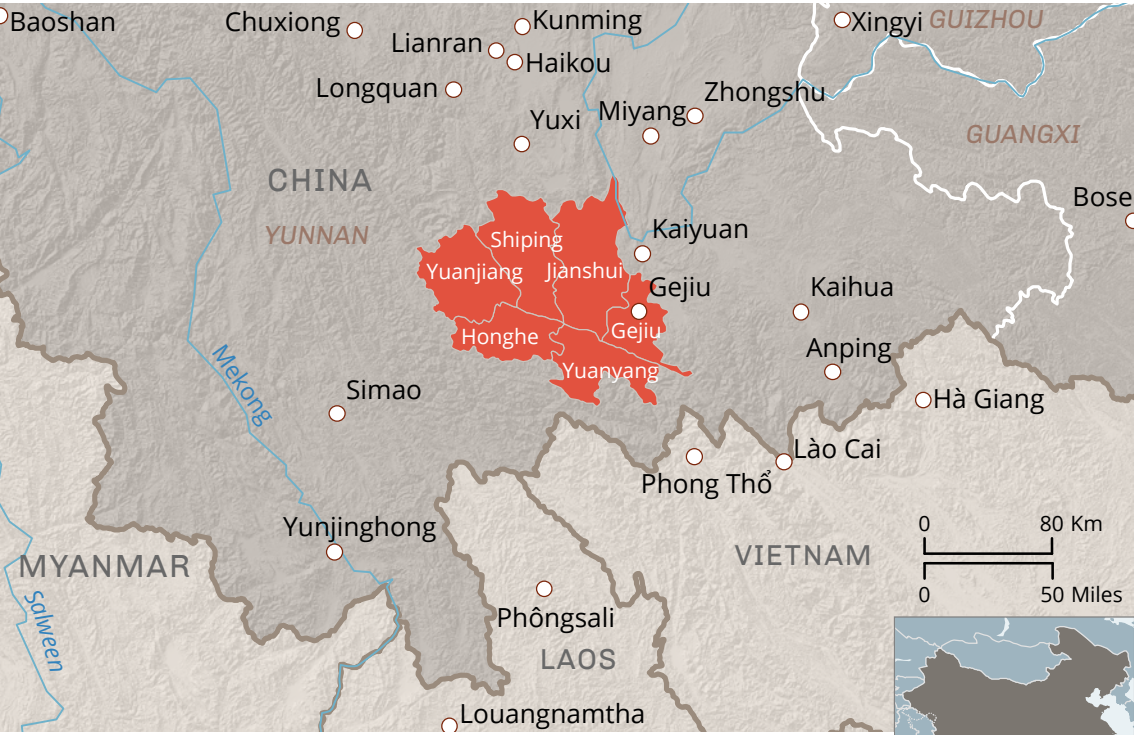 Baoshan
Chuxiong
Kunming
Xingyi
GUIZHOU
Lianran
Haikou
Longquan
Zhongshu
Miyang
Yuxi
GUANGXI
CHINA
Bose
YUNNAN
Shiping
Kaiyuan
Yuanjiang
Jianshui
Gejiu
Kaihua
Honghe
Gejiu
Anping
Yuanyang
Mekong
Simao
Hà Giang
Lào Cai
Phong Thổ
Yunjinghong
0 80 Km
VIETNAM
MYANMAR
0 50 Miles
Salween
Phôngsali
LAOS
Louangnamtha